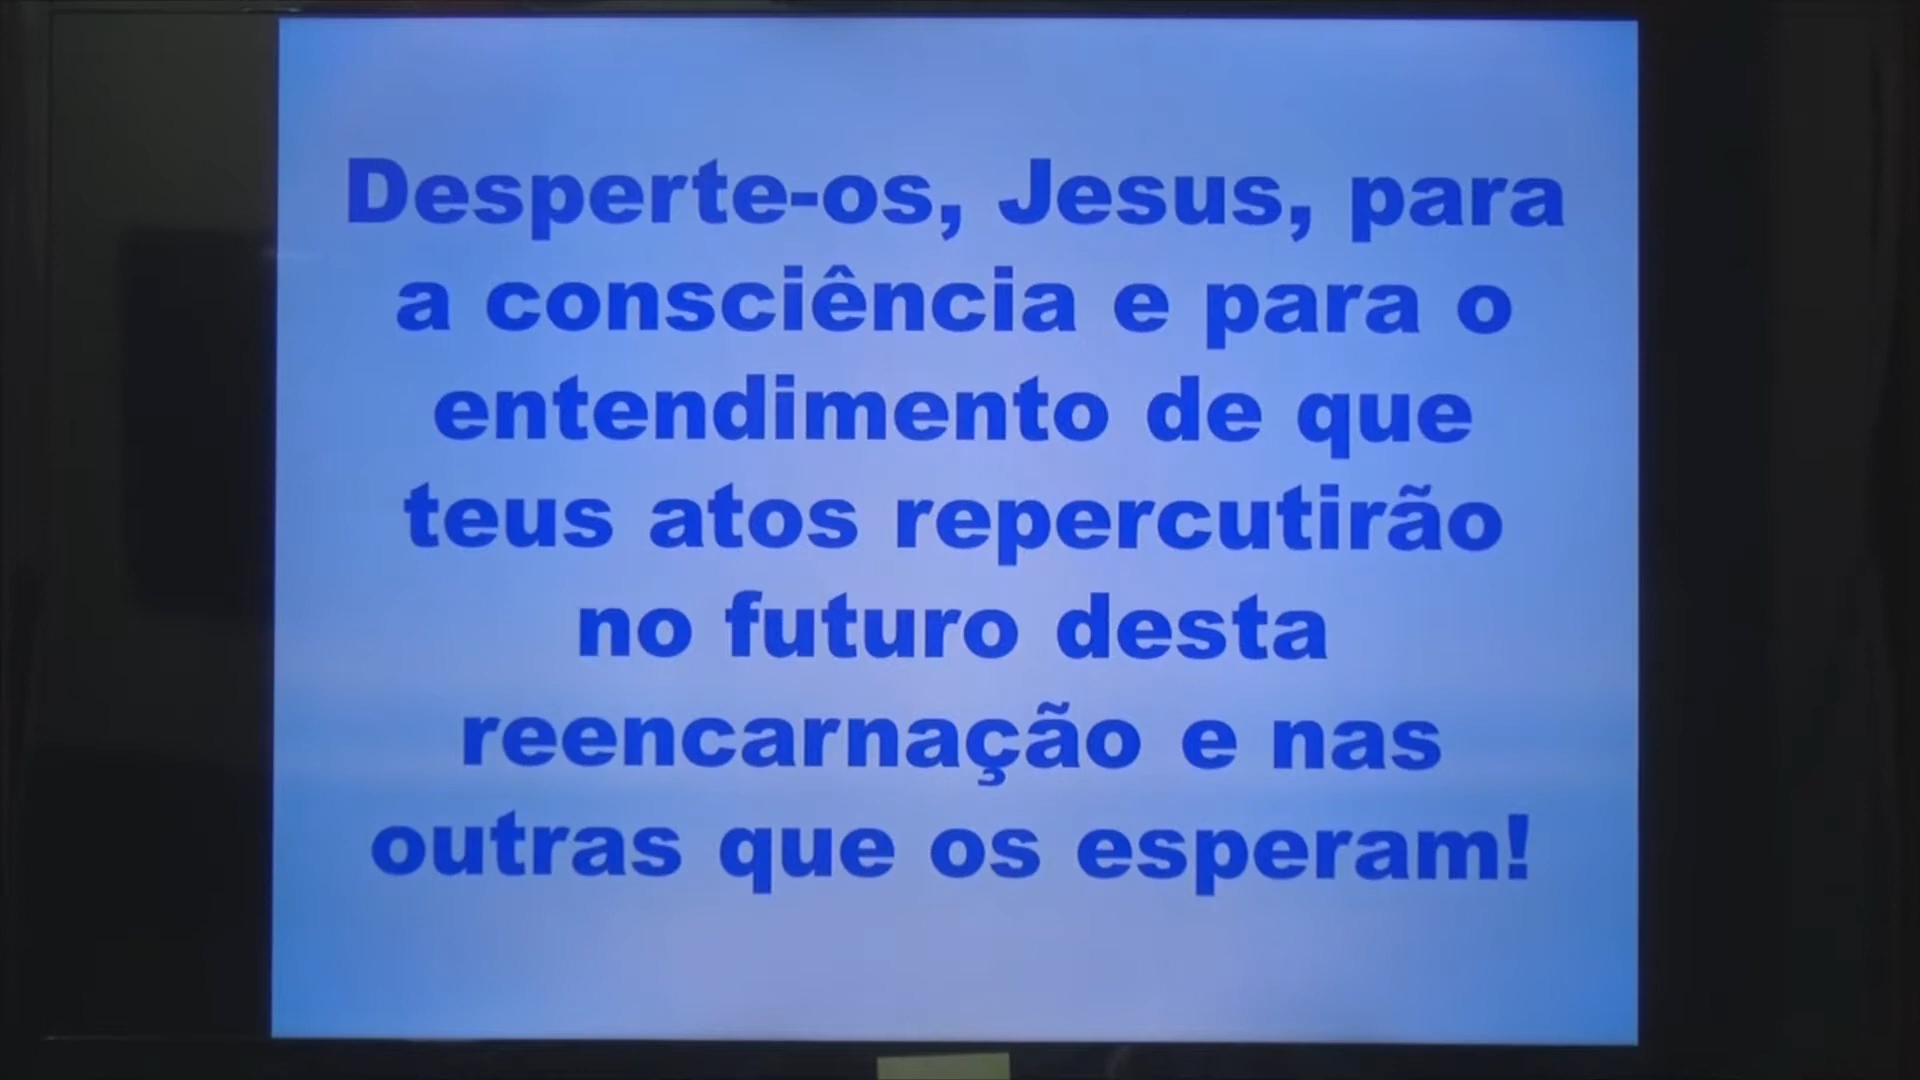 Desperte-os, Jesus, para
a consciência e para o
entendimento de que
teus atos repercutirão
no futuro desta
reencarnação e nas
outras que os esperam!